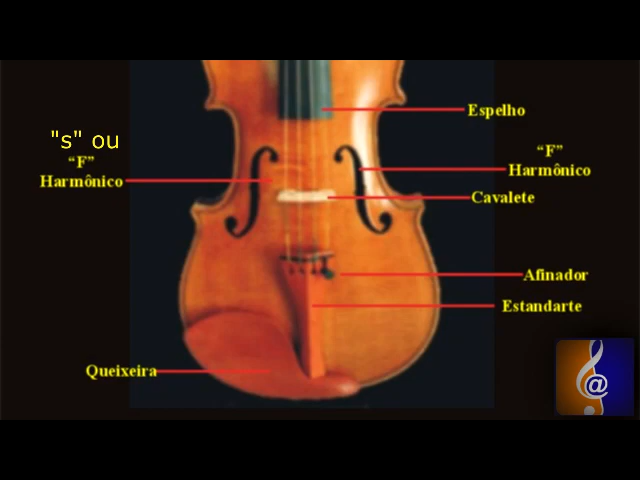 Espelho
"s" ou
“F”
Harmônico
“F”
Harmônico
Cavalete
Afinador
Estandarte
Queixeira
@